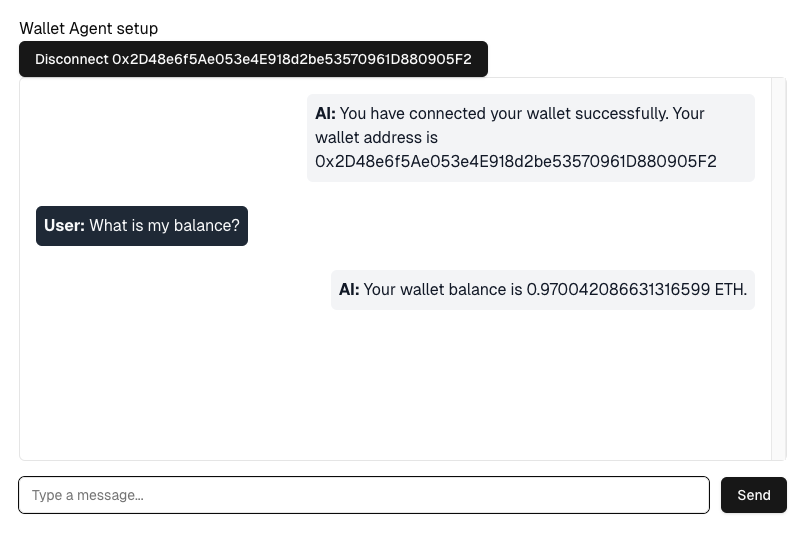 Wallet Agent setup
Disconnect 0x2D48e6f5Ae053e4E918d2be53570961D880905F2
AI: You have connected your wallet successfully. Your
wallet address is
0x2D48e6f5Ae053e4E918d2be53570961D880905F2
User: What is my balance?
AI: Your wallet balance is 0.970042086631316599 ETH.
Type a message...
Send